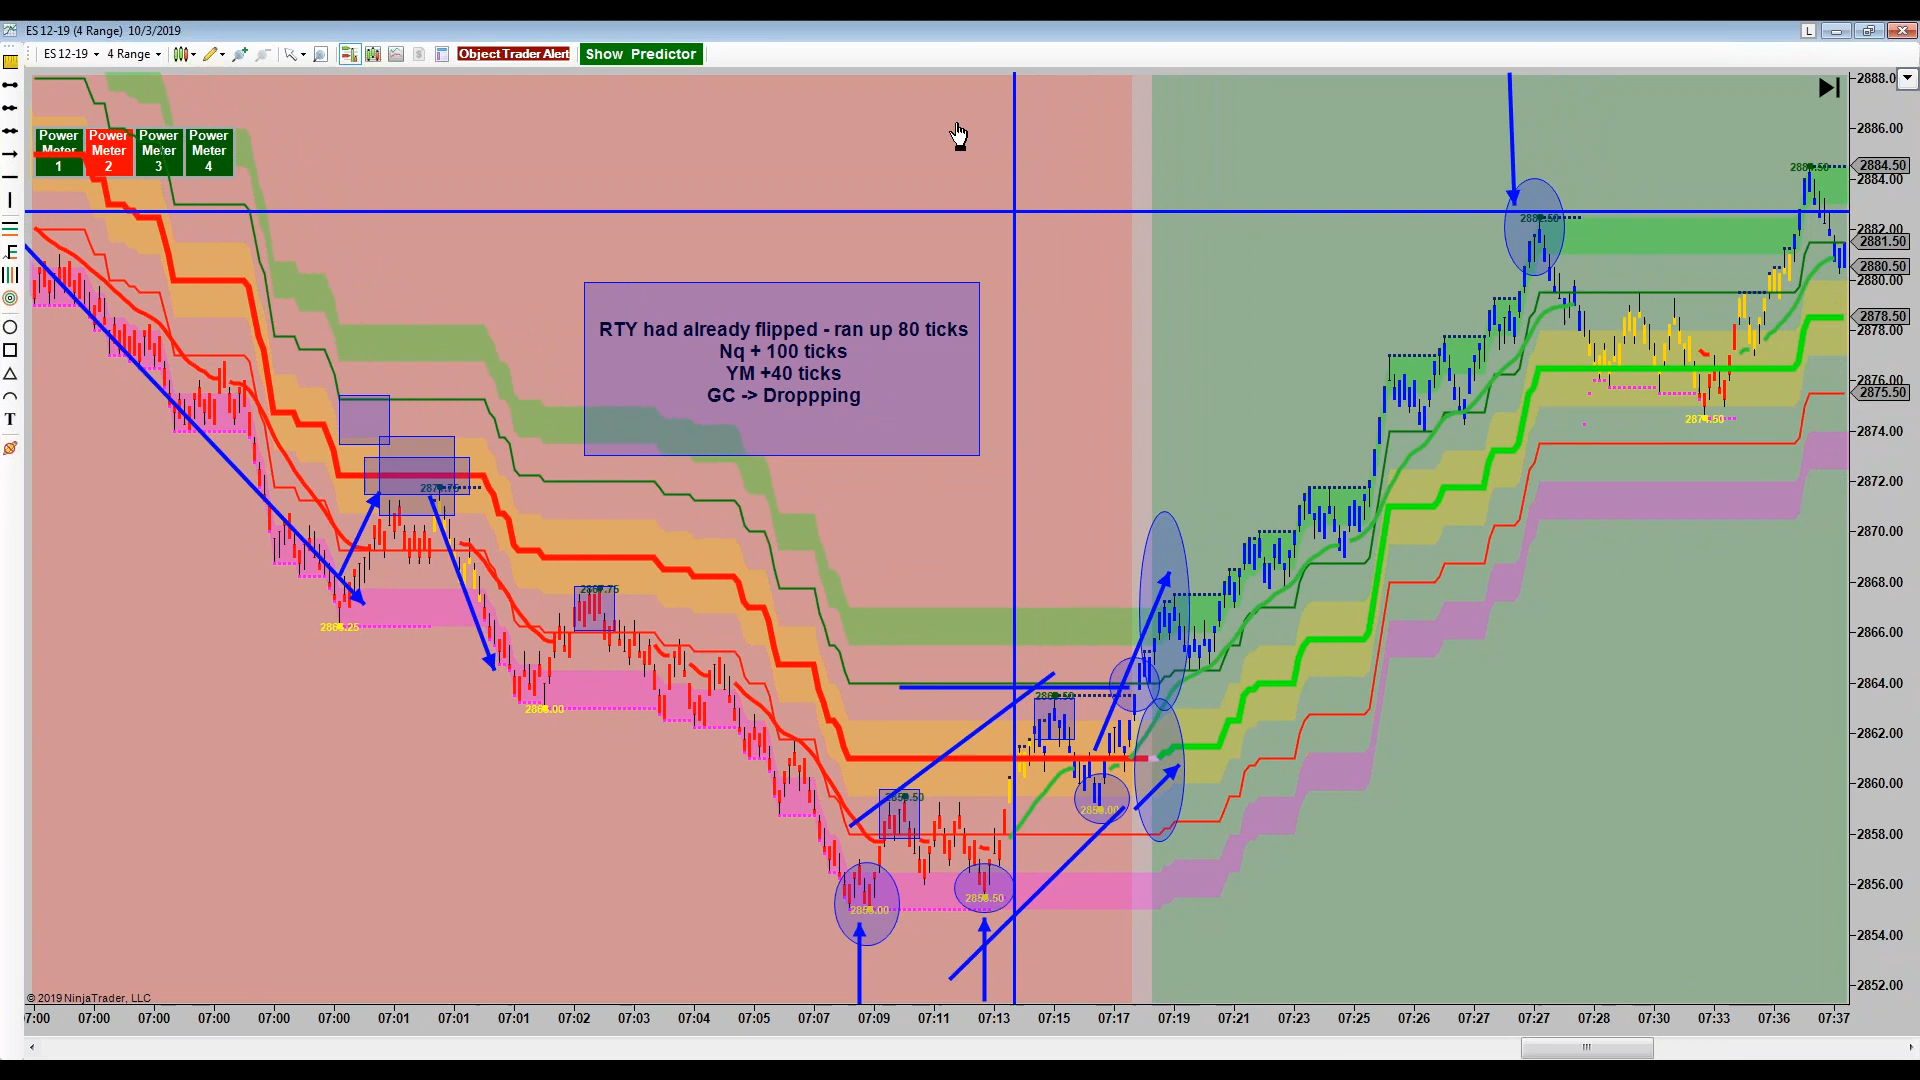 ES 12-19 (4 Range)  10/3/2019
L
ES 12-19
4 Range
Object Trader Alert
Show Predictor
Power Meter 1
Power Meter 2
Power Meter 3
Power Meter 4
RTY had already flipped - ran up 80 ticks
Nq + 100 ticks
YM +40 ticks
GC -> Droppping
2867.75
2863.00
2859.50
2874.50
2888.0
2886.00
2884.50
2884.00
2882.00
2881.50
2880.50
2880.00
2878.50
2878.00
2876.00
2875.50
2874.00
2872.00
2870.00
2868.00
2866.00
2864.00
2862.00
2860.00
2858.00
2856.00
2854.00
2852.00
© 2019 NinjaTrader, LLC
07:00 07:00 07:00 07:00 07:00 07:01 07:01 07:01 07:02 07:03 07:04 07:05 07:07 07:09 07:11 07:13 07:15 07:17 07:19 07:21 07:23 07:25 07:26 07:27 07:27 07:28 07:30 07:33 07:36 07:37